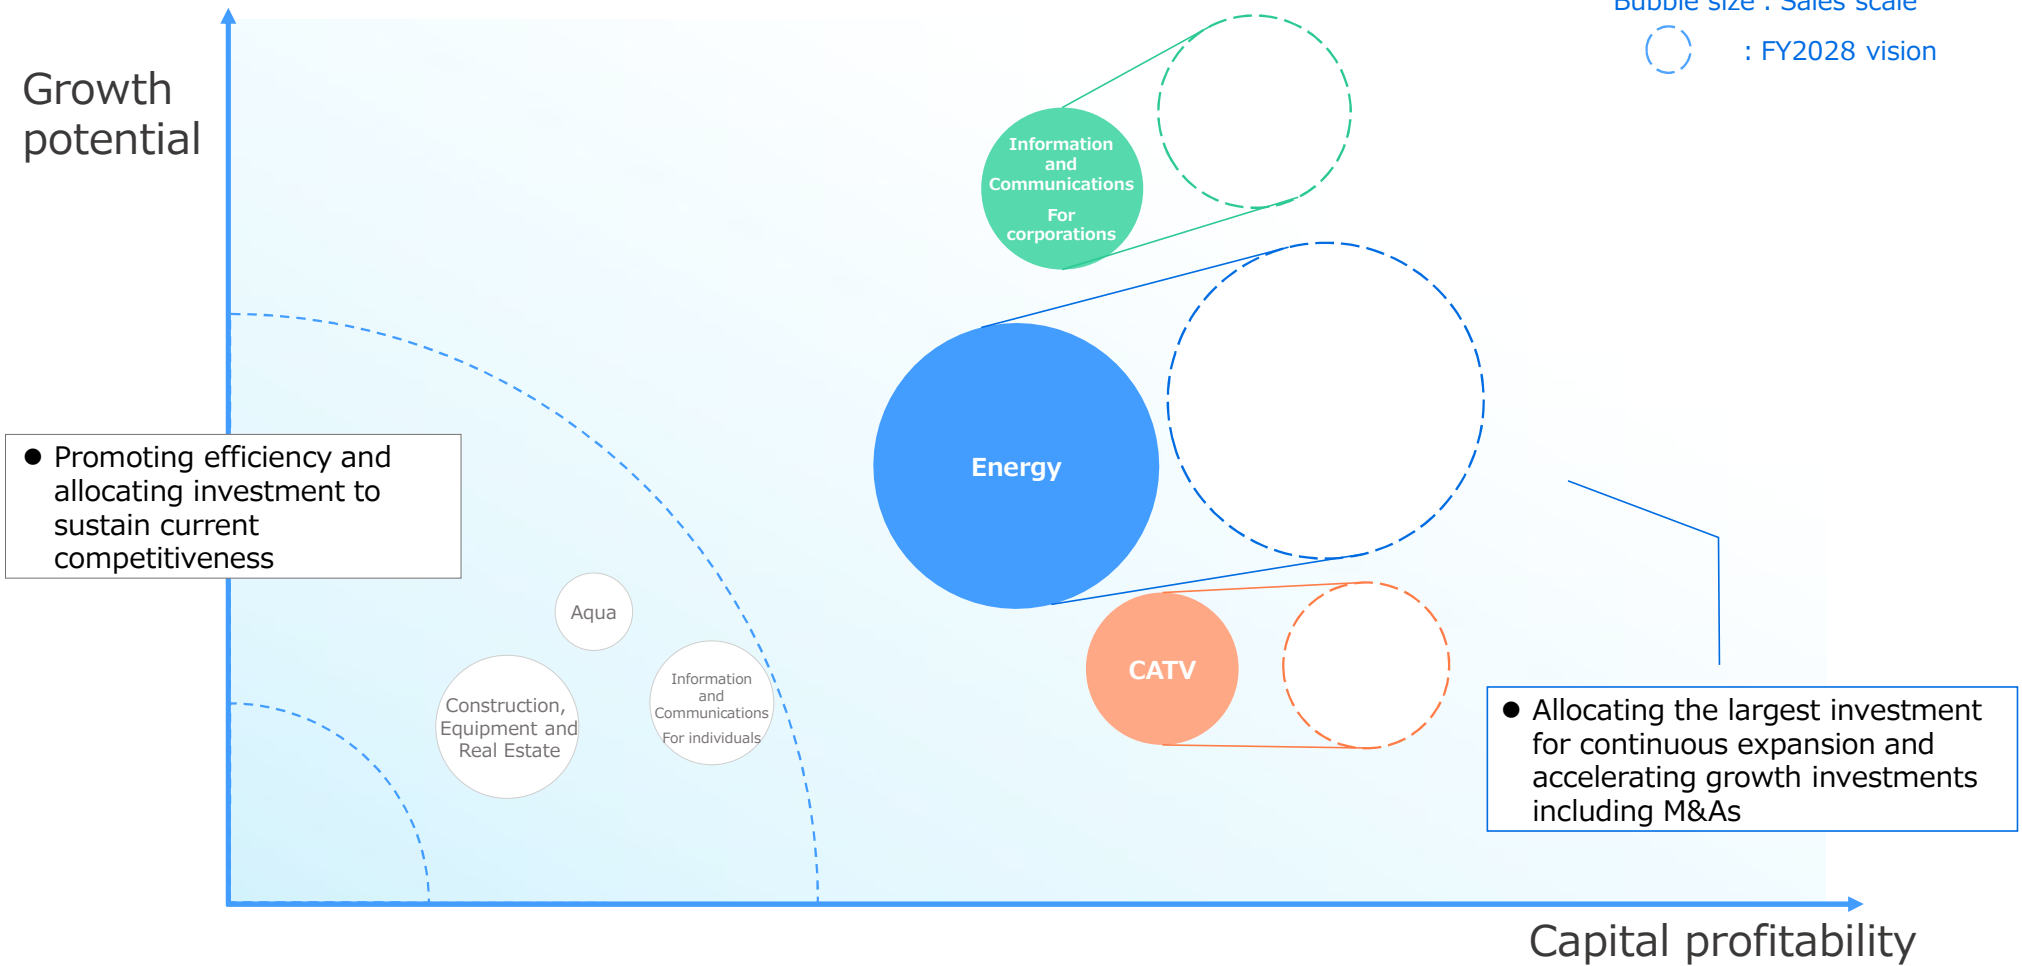 Bubble size : Sales scale
: FY2028 vision
Growth
potential
Information
and
Communications
For
corporations
Energy
● Promoting efficiency and
allocating investment to
sustain current
competitiveness
Aqua
Information
and
Communications
For individuals
Construction,
Equipment and
Real Estate
CATV
● Allocating the largest investment
for continuous expansion and
accelerating growth investments
including M&As
Capital profitability